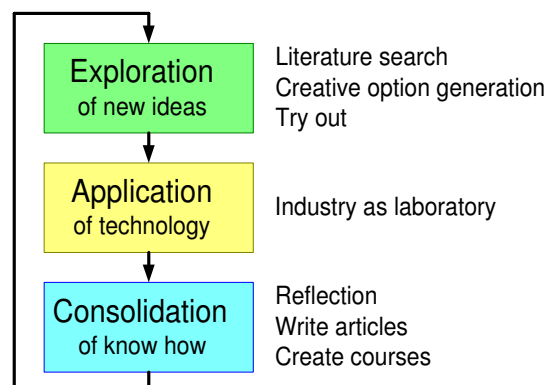 Exploration
of new ideas
Literature search
Creative option generation
Try out
Application
of technology
Industry as laboratory
Consolidation
of know how
Reflection
Write articles
Create courses